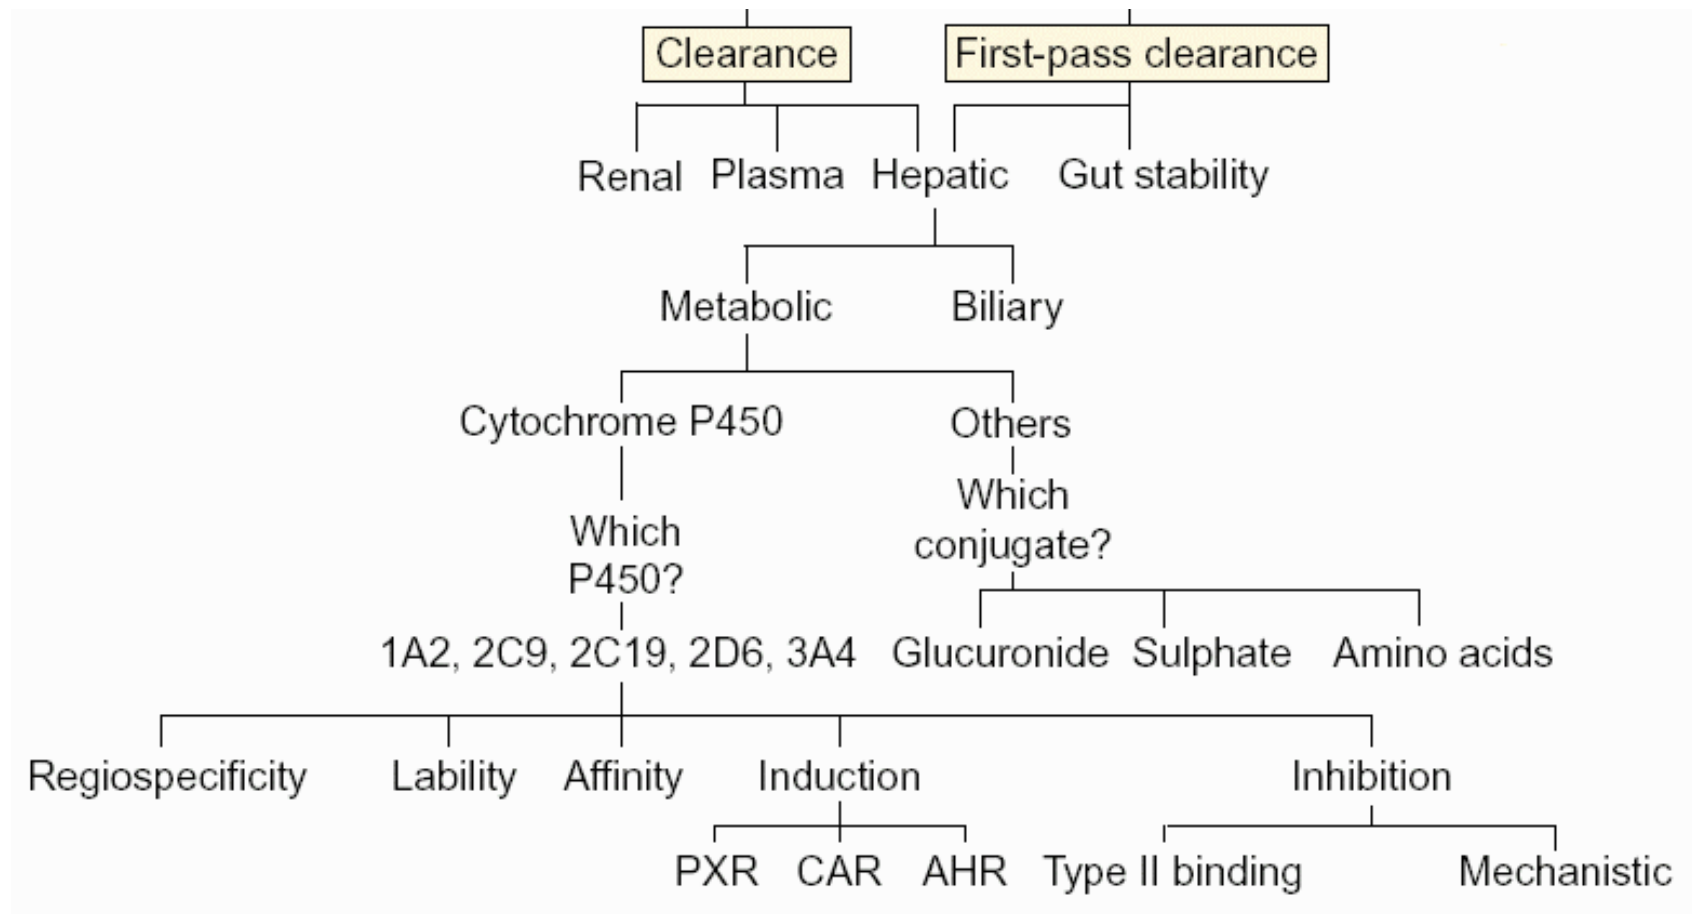 Clearance First-pass clearance
Renal Plasma Hepatic Gut stability
Metabolic Biliary
Cytochrome P450 Others
Which
conjugate?
Which
P450?
1A2, 2C9, 2C19, 2D6, 3A4 Glucuronide Sulphate Amino acids
Regiospecificity Lability Affinity Induction Inhibition
PXR CAR AHR Type II binding Mechanistic